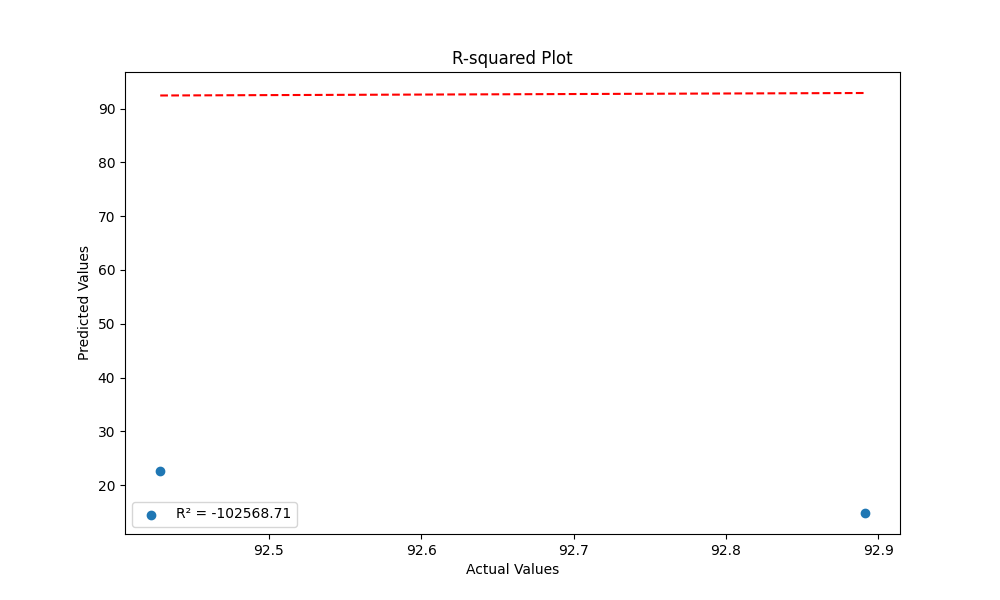 R-squared Plot
90
80
70
60
50
40
30
20
Predicted Values
R² = -102568.71
92.5 92.6 92.7 92.8 92.9
Actual Values